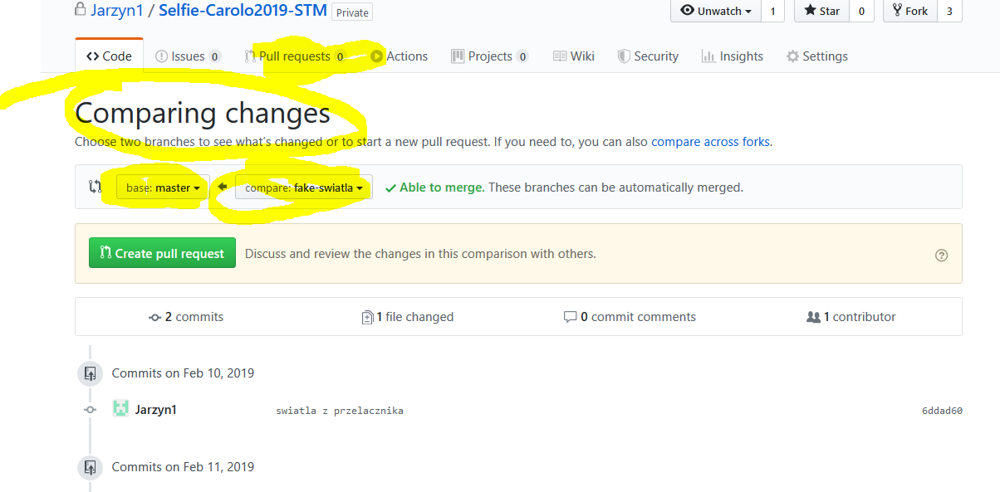 Jarzyn1 / Selfie-Carolo2019-STM Private Unwatch 1 Star 0 Fork 3
Code Issues 0 Pull requests 0 Actions Projects 0 Wiki Security Insights Settings
Comparing changes
Choose two branches to see what's changed or to start a new pull request. If you need to, you can also compare across forks.
base: master compare: fake-swiatla Able to merge. These branches can be automatically merged.
Create pull request Discuss and review the changes in this comparison with others.
2 commits 1 file changed 0 commit comments 1 contributor
Commits on Feb 10, 2019
Jarzyn1 swiatla z przelacznika 6ddad60
Commits on Feb 11, 2019